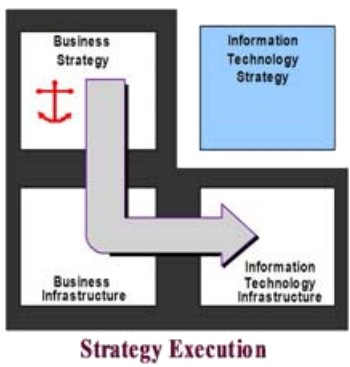 Business
Strategy
Information
Technology
Strategy
Business
Infrastructure
Information
Technology
Infrastructure
Strategy Execution